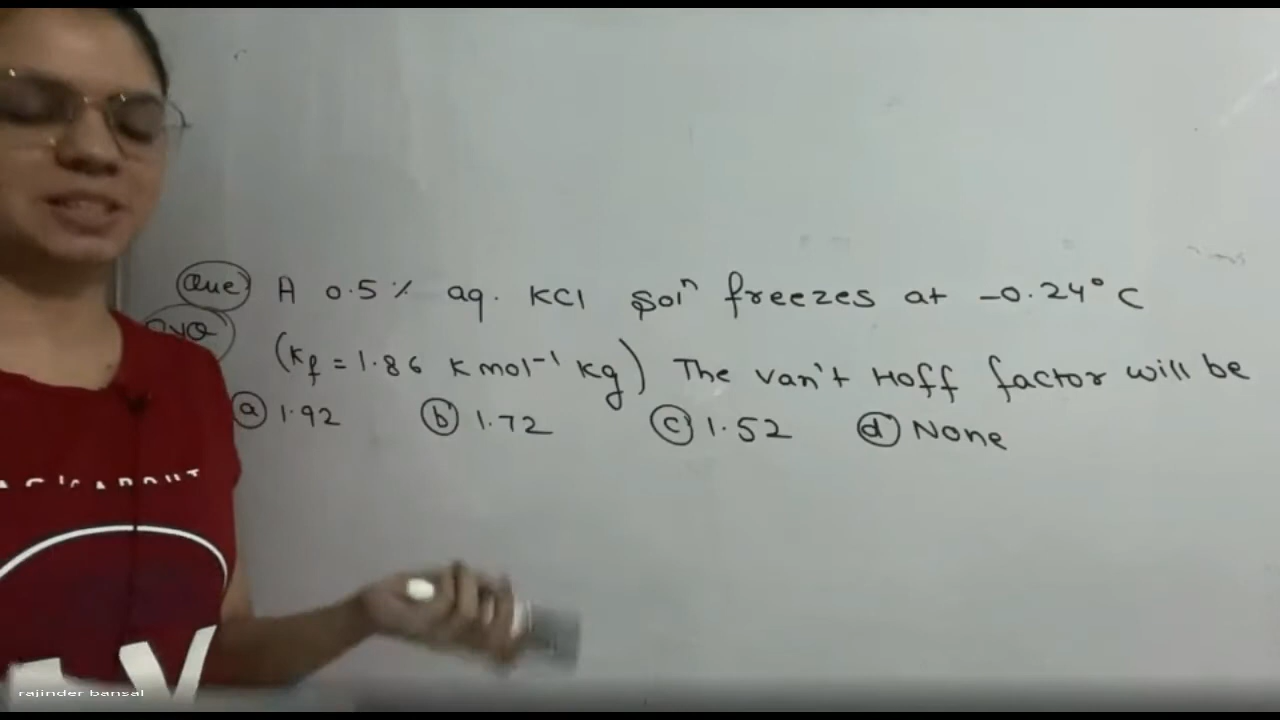 Que A 0.5% aq. KCl solⁿ freezes at -0.24°C
(Kf = 1.86 K mol⁻¹ kg) The van't Hoff factor will be
(a) 1.92 (b) 1.72 (c) 1.52 (d) None
rajinder bansal